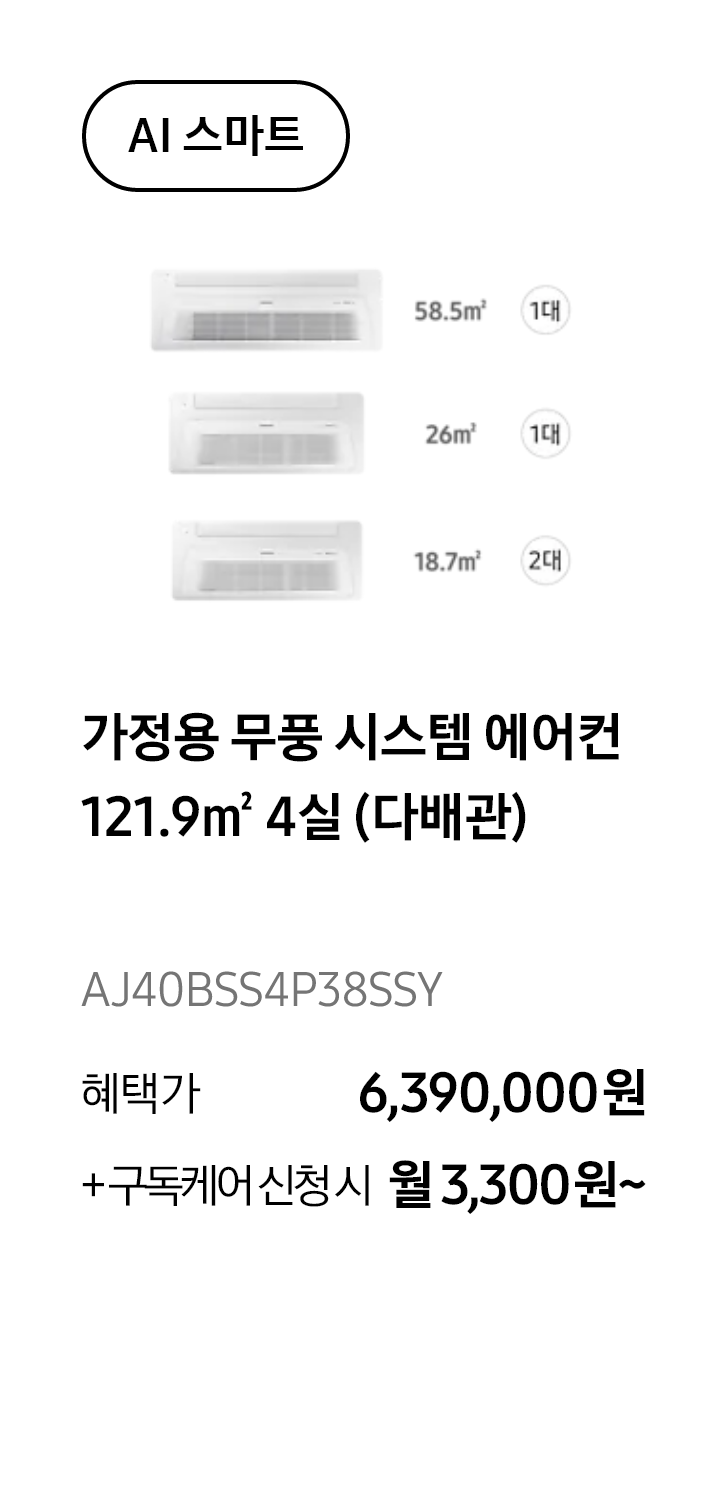 AI 스마트
58.5㎡ 1대
26㎡ 1대
18.7㎡ 2대
가정용 무풍 시스템 에어컨
121.9㎡ 4실 (다배관)
AJ40BSS4P38SSY
혜택가 6,390,000원
+구독케어 신청 시 월 3,300원~